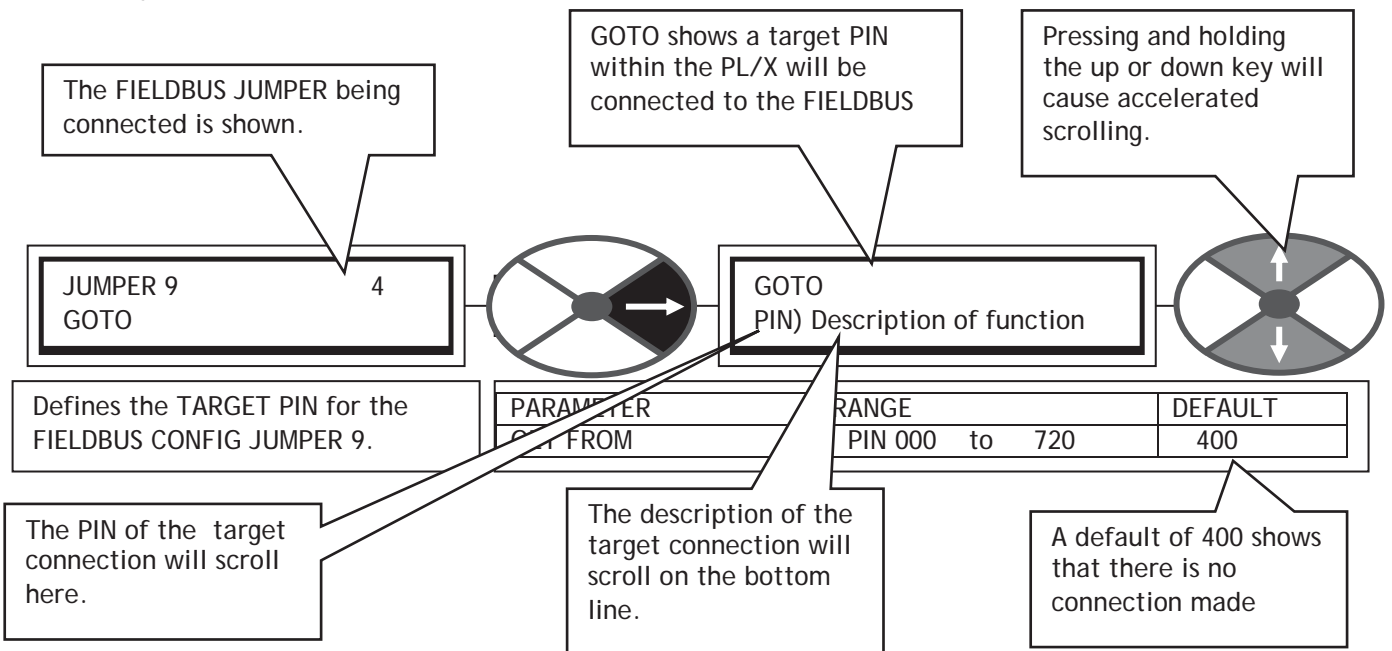 The FIELDBUS JUMPER being
connected is shown.
GOTO shows a target PIN
within the PL/X will be
connected to the FIELDBUS
Pressing and holding
the up or down key will
cause accelerated
scrolling.
JUMPER 9 4
GOTO
GOTO
PIN) Description of function
Defines the TARGET PIN for the
FIELDBUS CONFIG JUMPER 9.
PARAMETER RANGE DEFAULT
FROM PIN 000 to 720 400
The PIN of the target
connection will scroll
here.
The description of the
target connection will
scroll on the bottom
line.
A default of 400 shows
that there is no
connection made